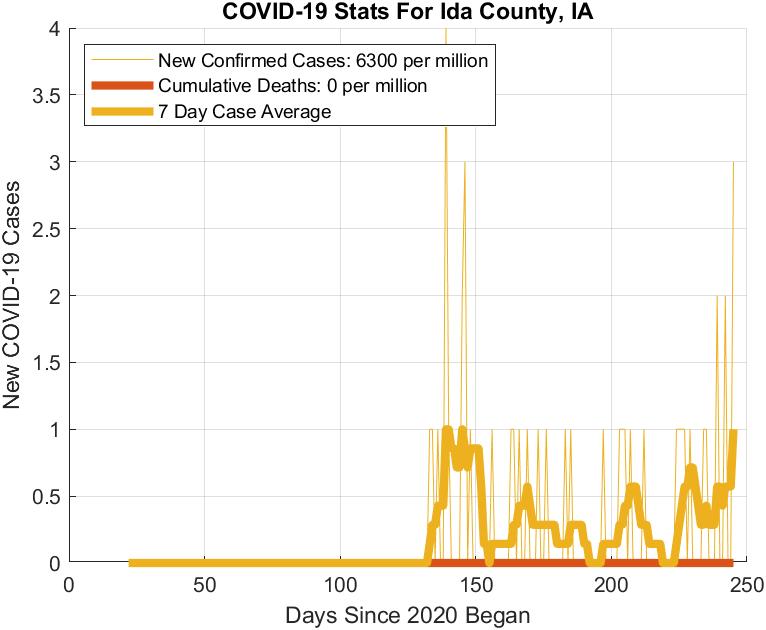 COVID-19 Stats For Ida County, IA
4
3.5
3
2.5
2
1.5
1
0.5
0
New COVID-19 Cases
New Confirmed Cases: 6300 per million
Cumulative Deaths: 0 per million
7 Day Case Average
0 50 100 150 200 250
Days Since 2020 Began